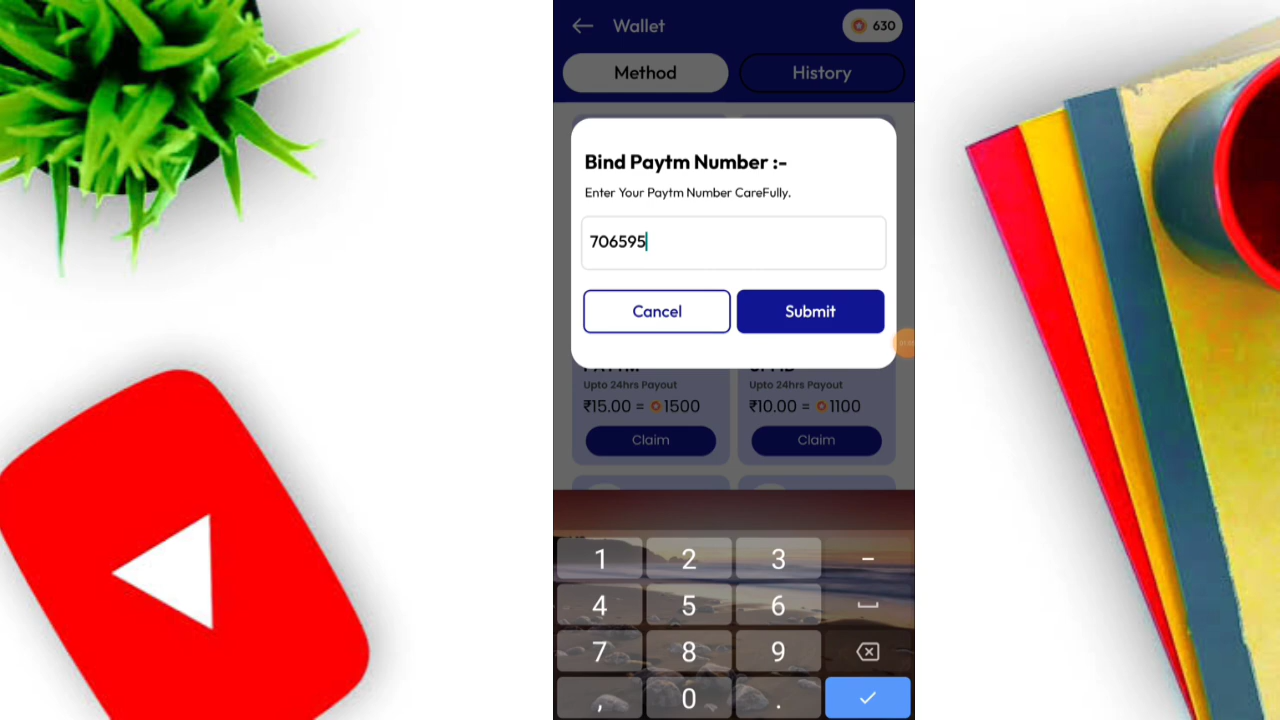 Wallet
630
Method
History
Bind Paytm Number :-
Enter Your Paytm Number CareFully.
706595
Cancel
Submit
Upto 24hrs Payout
Upto 24hrs Payout
₹15.00 = 1500
₹10.00 = 1100
Claim
Claim
1 2 3 -
4 5 6
7 8 9
, 0 .